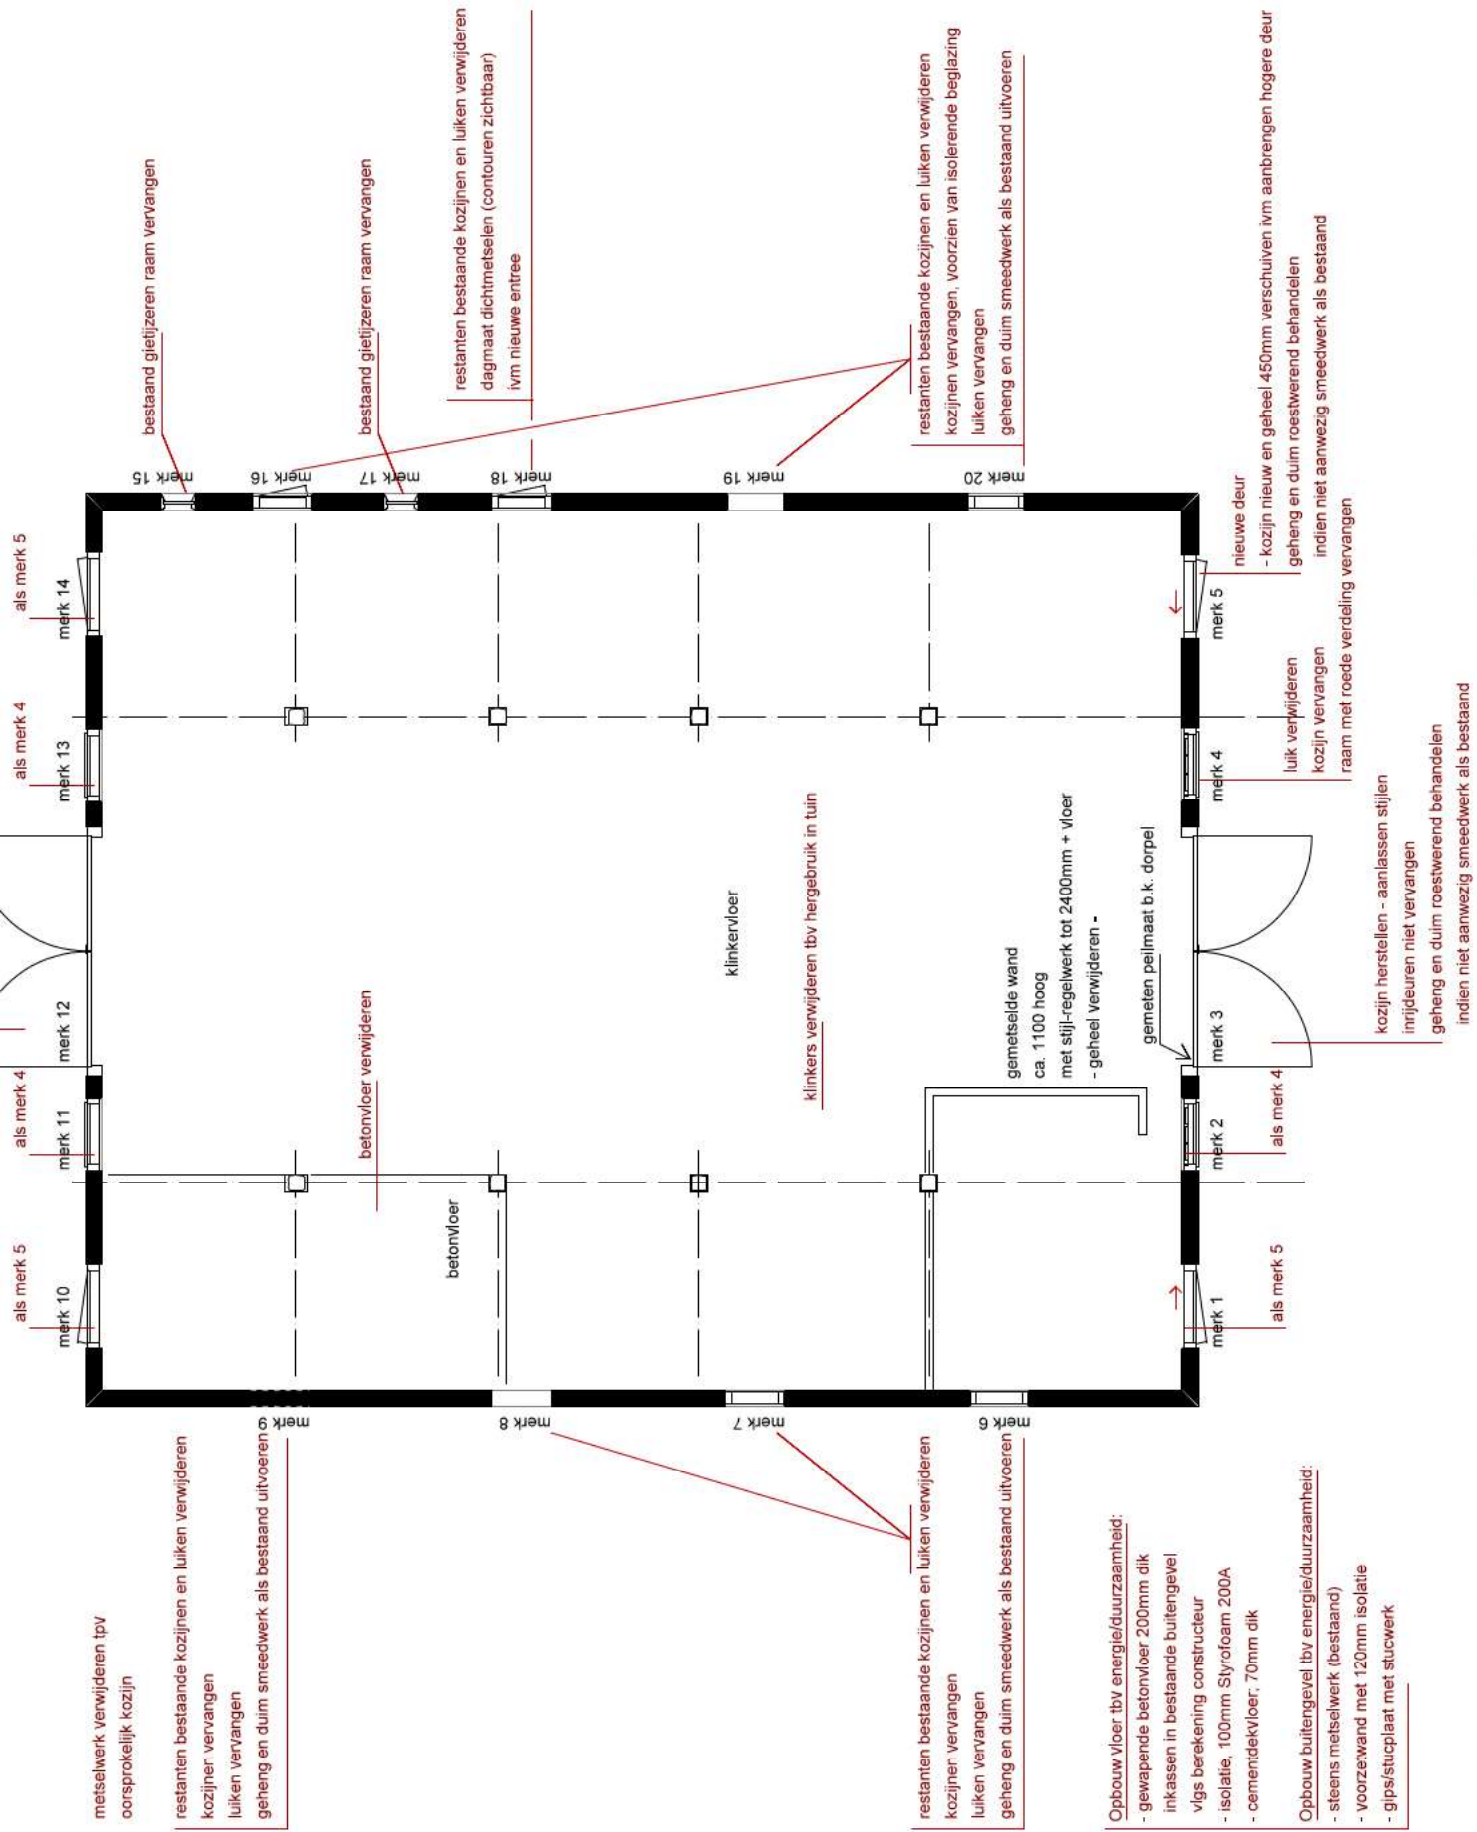 metselwerk verwijderen tpv
oorsprokelijk kozijn
restanten bestaande kozijnen en luiken verwijderen
kozijner vervangen
luiken vervangen
geheng en duim smeedwerk als bestaand uitvoeren
restanten bestaande kozijnen en luiken verwijderen
kozijner vervangen
luiken vervangen
geheng en duim smeedwerk als bestaand uitvoeren
Opbouw vloer tbv energie/duurzaamheid:
- gewapende betonvloer 200mm dik
inkassen in bestaande buitengevel
vlgs berekening constructeur
- isolatie, 100mm Styrofoam 200A
- cementdekvloer; 70mm dik
Opbouw buitengevel tbv energie/duurzaamheid:
- steens metselwerk (bestaand)
- voorzetwand met 120mm isolatie
- gips/stucplaat met stucwerk
merk 9
merk 8
merk 7
merk 6
als merk 5
merk 10
als merk 4
merk 11
merk 12
als merk 4
merk 13
als merk 5
merk 14
betonvloer verwijderen
betonvloer
klinkervloer
klinkers verwijderen tbv hergebruik in tuin
gemetselde wand
ca. 1100 hoog
met stijl-regelwerk tot 2400mm + vloer
- geheel verwijderen -
gemeten peilmaat b.k. dorpel
merk 1
als merk 5
merk 2
als merk 4
merk 3
merk 4
merk 5
kozijn herstellen - aanlassen stijlen
inrijdeuren niet vervangen
geheng en duim roestwerend behandelen
indien niet aanwezig smeedwerk als bestaand
luik verwijderen
kozijn vervangen
raam met roede verdeling vervangen
nieuwe deur
- kozijn nieuw en geheel 450mm verschuiven ivm aanbrengen hogere deur
geheng en duim roestwerend behandelen
indien niet aanwezig smeedwerk als bestaand
merk 15
merk 16
merk 17
merk 18
merk 19
merk 20
bestaand gietijzeren raam vervangen
bestaand gietijzeren raam vervangen
restanten bestaande kozijnen en luiken verwijderen
dagmaat dichtmetselen (contouren zichtbaar)
ivm nieuwe entree
restanten bestaande kozijnen en luiken verwijderen
kozijnen vervangen, voorzien van isolerende beglazing
luiken vervangen
geheng en duim smeedwerk als bestaand uitvoeren